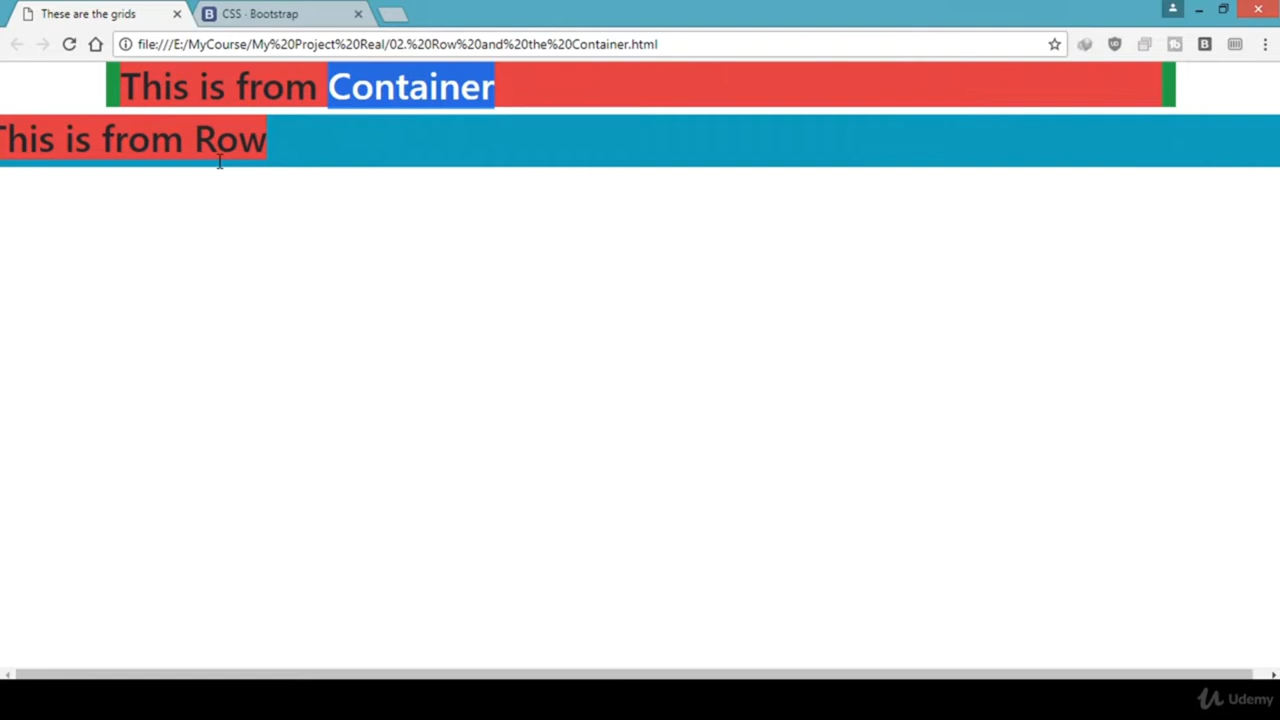 These are the grids
CSS · Bootstrap
file:///E:/MyCourse/My%20Project%20Real/02.%20Row%20and%20the%20Container.html
This is from Container
This is from Row
Udemy